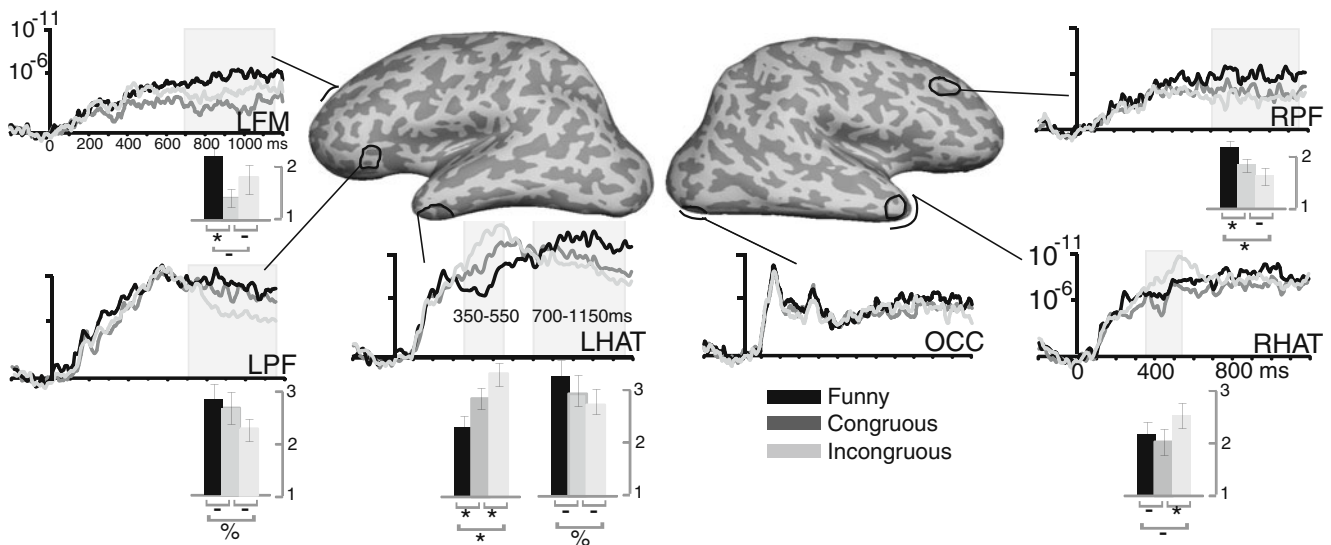 10-11
10-6
LFM
0 200 400 600 800 1000 ms
2
1
* -
-
RPF
2
1
* -
*
LPF
3
2
1
- -
%
350-550 700-1150ms
LHAT
3
2
1
* * - -
* %
OCC
Funny
Congruous
Incongruous
10-11
10-6
RHAT
0 400 800 ms
3
2
1
- *
-